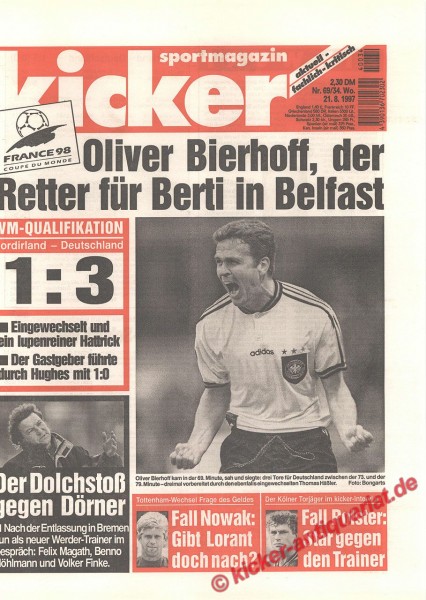 sportmagazin
kicker
aktuell -
fachlich - kritisch
2,30 DM
Nr. 69/34. Wo.
21. 8. 1997
FRANCE 98
COUPE DU MONDE
Oliver Bierhoff, der
Retter für Berti in Belfast
WM-QUALIFIKATION
Nordirland – Deutschland
1:3
Eingewechselt und
ein lupenreiner Hattrick
Der Gastgeber führte
durch Hughes mit 1:0
adidas
Oliver Bierhoff kam in der 69. Minute, sah und siegte: drei Tore für Deutschland zwischen der 73. und der
79. Minute – dreimal vorbereitet durch den ebenfalls eingewechselten Thomas Häßler.
Foto: Bongarts
Der Dolchstoß
gegen Dörner
Nach der Entlassung in Bremen
nun als neuer Werder-Trainer im
Gespräch: Felix Magath, Benno
Möhlmann und Volker Finke.
Tottenham-Wechsel Frage des Geldes
Fall Nowak:
Gibt Lorant
doch nach?
Der Kölner Torjäger im kicker-Interview
Fall Polster:
Klar gegen
den Trainer
© kicker-antiquariat.de